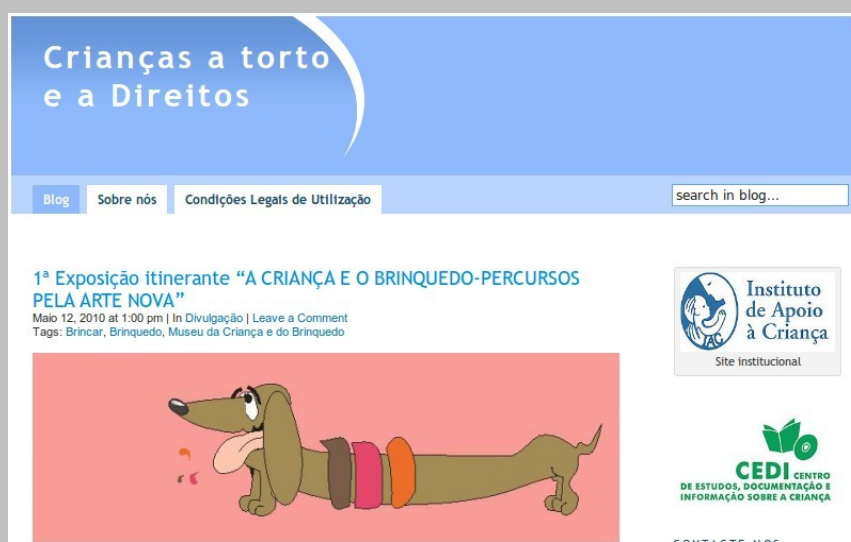 Crianças a torto
e a Direitos
Blog
Sobre nós
Condições Legais de Utilização
search in blog...
1ª Exposição itinerante “A CRIANÇA E O BRINQUEDO-PERCURSOS
PELA ARTE NOVA”
Maio 12, 2010 at 1:00 pm | In Divulgação | Leave a Comment
Tags: Brincar, Brinquedo, Museu da Criança e do Brinquedo
Instituto
de Apoio
à Criança
IAC
Site institucional
CEDI CENTRO
DE ESTUDOS, DOCUMENTAÇÃO E
INFORMAÇÃO SOBRE A CRIANÇA